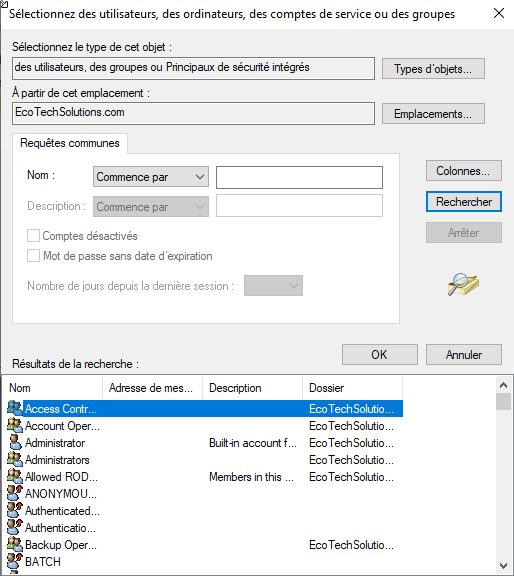 Sélectionnez des utilisateurs, des ordinateurs, des comptes de service ou des groupes
Sélectionnez le type de cet objet :
des utilisateurs, des groupes ou Principaux de sécurité intégrés
Types d'objets...
À partir de cet emplacement :
EcoTechSolutions.com
Emplacements...
Requêtes communes
Nom :
Commence par
Colonnes...
Description :
Commence par
Rechercher
Comptes désactivés
Arrêter
Mot de passe sans date d'expiration
Nombre de jours depuis la dernière session :
OK
Annuler
Résultats de la recherche :
Nom Adresse de mes... Description Dossier
Access Contr... EcoTechSolutio...
Account Oper... EcoTechSolutio...
Administrator Built-in account f... EcoTechSolutio...
Administrators EcoTechSolutio...
Allowed ROD... Members in this ... EcoTechSolutio...
ANONYMOU...
Authenticated...
Authenticatio...
Backup Oper... EcoTechSolutio...
BATCH